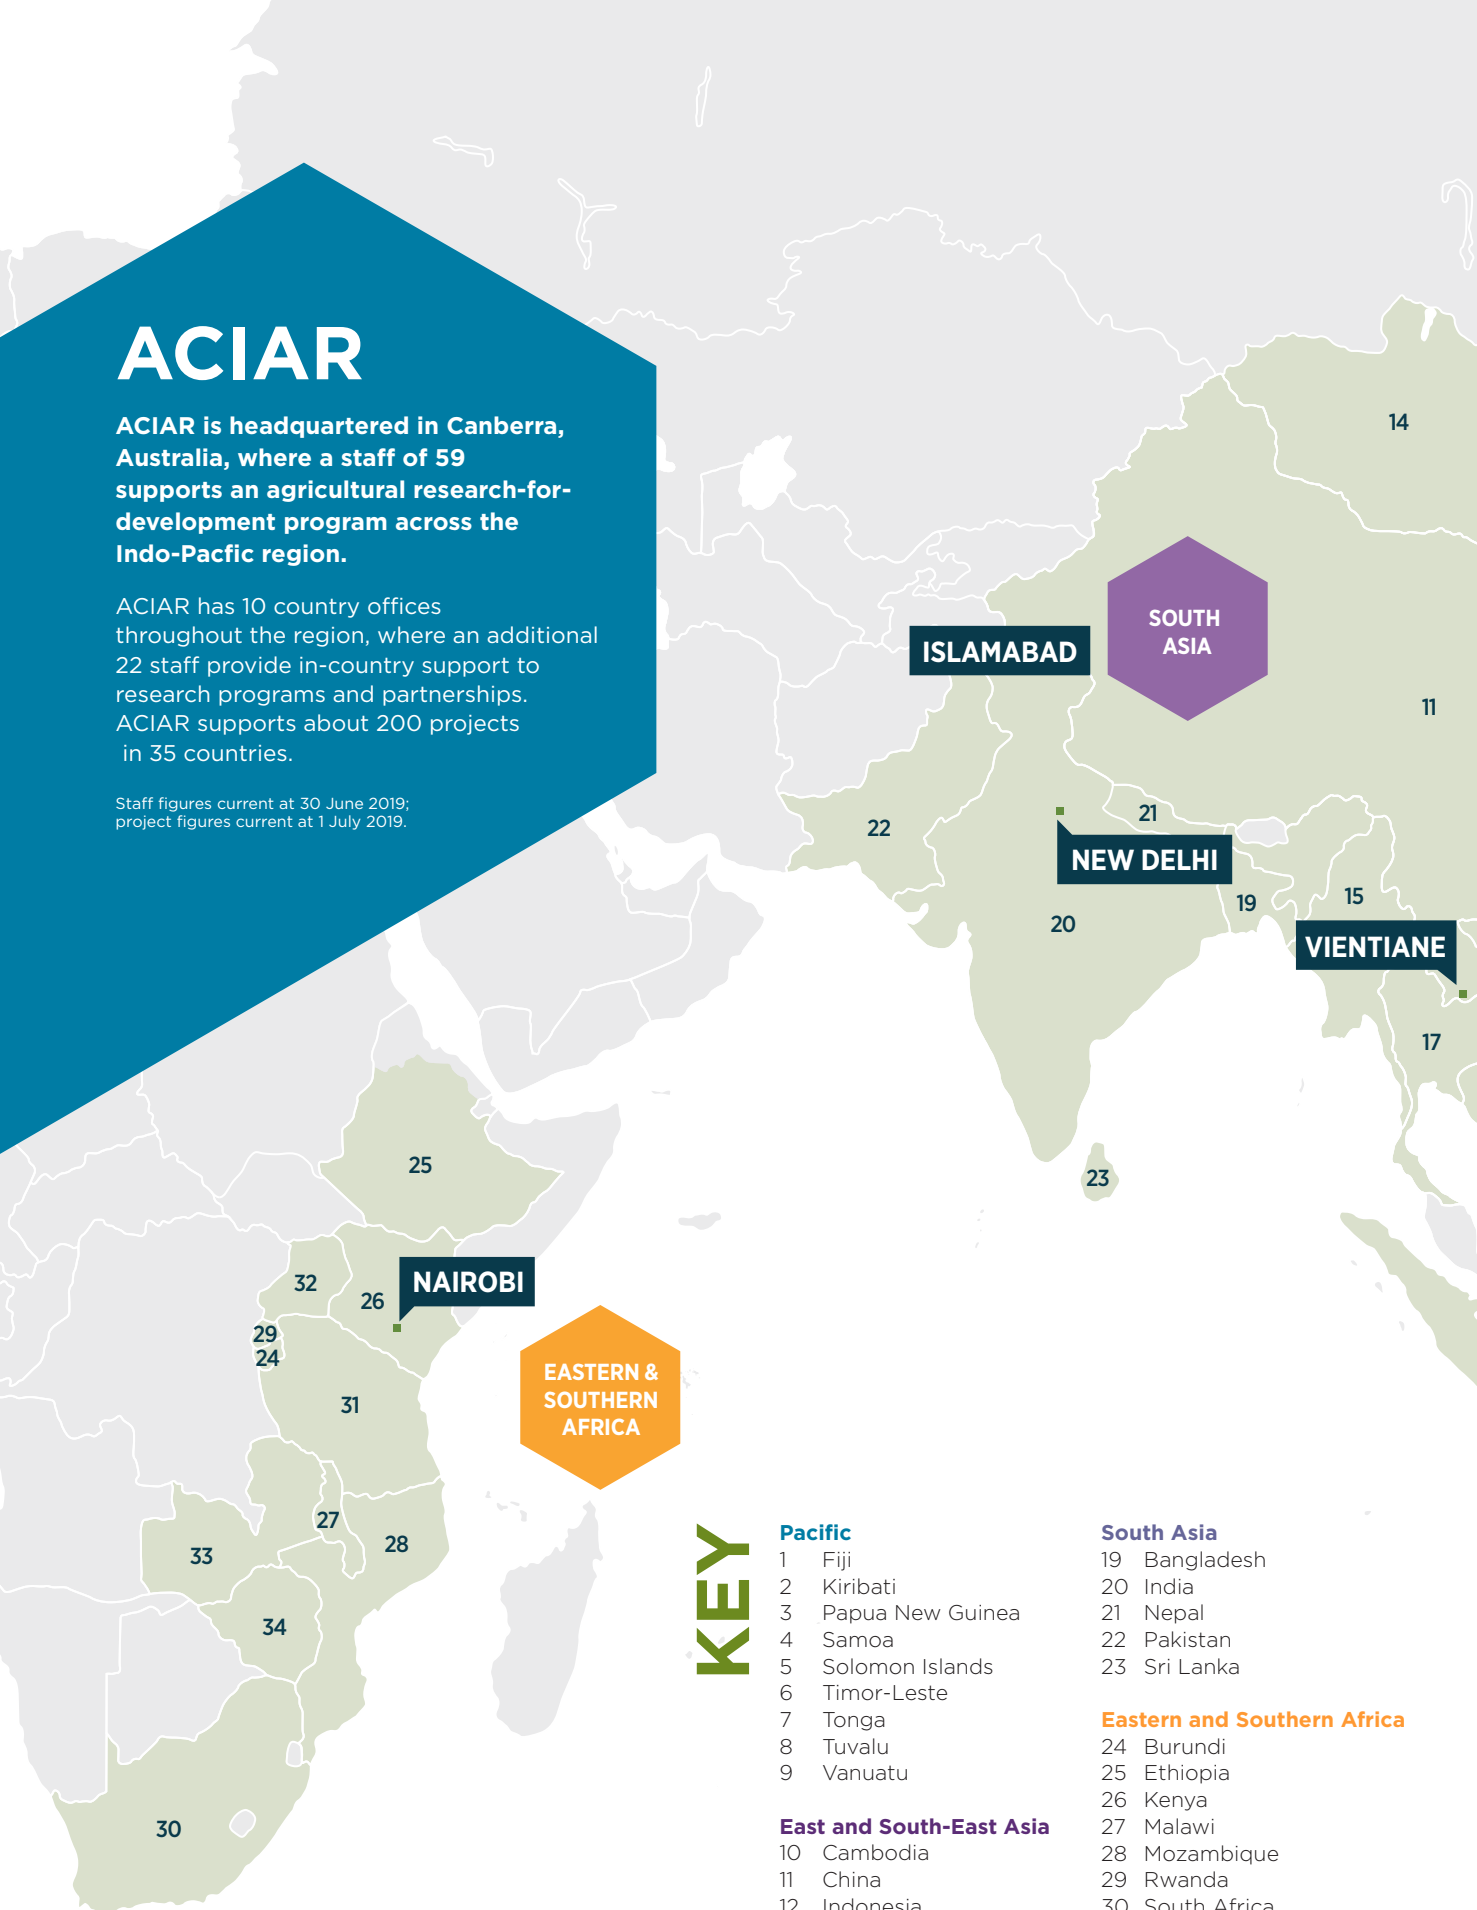 ACIAR
ACIAR is headquartered in Canberra,
Australia, where a staff of 59
supports an agricultural research-for-
development program across the
Indo-Pacfic region.
ACIAR has 10 country offices
throughout the region, where an additional
22 staff provide in-country support to
research programs and partnerships.
ACIAR supports about 200 projects
in 35 countries.
Staff figures current at 30 June 2019;
project figures current at 1 July 2019.
14
SOUTH
ASIA
ISLAMABAD
11
21
22
NEW DELHI
19
15
20
VIENTIANE
17
25
23
32
26
NAIROBI
29
24
31
EASTERN &
SOUTHERN
AFRICA
27
28
33
34
30
KEY
Pacific
1 Fiji
2 Kiribati
3 Papua New Guinea
4 Samoa
5 Solomon Islands
6 Timor-Leste
7 Tonga
8 Tuvalu
9 Vanuatu
East and South-East Asia
10 Cambodia
11 China
12 Indonesia
South Asia
19 Bangladesh
20 India
21 Nepal
22 Pakistan
23 Sri Lanka
Eastern and Southern Africa
24 Burundi
25 Ethiopia
26 Kenya
27 Malawi
28 Mozambique
29 Rwanda
30 South Africa